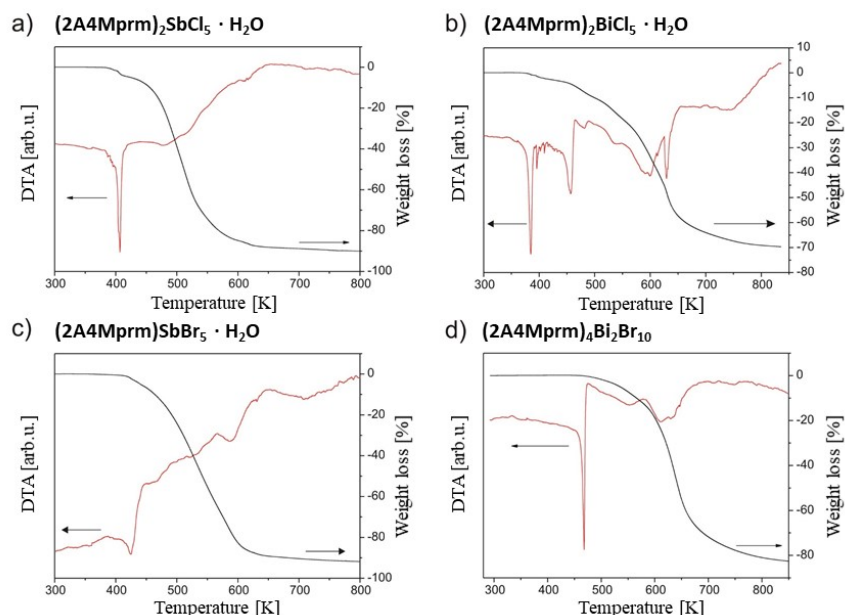 a) (2A4Mprm)₂SbCl₅ · H₂O
DTA [arb.u.]
0
-20
-40
-60
-80
-100
Weight loss [%]
300 400 500 600 700 800
Temperature [K]
b) (2A4Mprm)₂BiCl₅ · H₂O
DTA [arb.u.]
10
0
-10
-20
-30
-40
-50
-60
-70
-80
Weight loss [%]
300 400 500 600 700 800
Temperature [K]
c) (2A4Mprm)SbBr₅ · H₂O
DTA [arb.u.]
0
-20
-40
-60
-80
-100
Weight loss [%]
300 400 500 600 700 800
Temperature [K]
d) (2A4Mprm)₄Bi₂Br₁₀
DTA [arb.u.]
0
-20
-40
-60
-80
Weight loss [%]
300 400 500 600 700 800
Temperature [K]